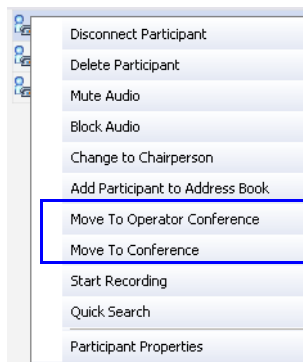 Disconnect Participant
Delete Participant
Mute Audio
Block Audio
Change to Chairperson
Add Participant to Address Book
Move To Operator Conference
Move To Conference
Start Recording
Quick Search
Participant Properties